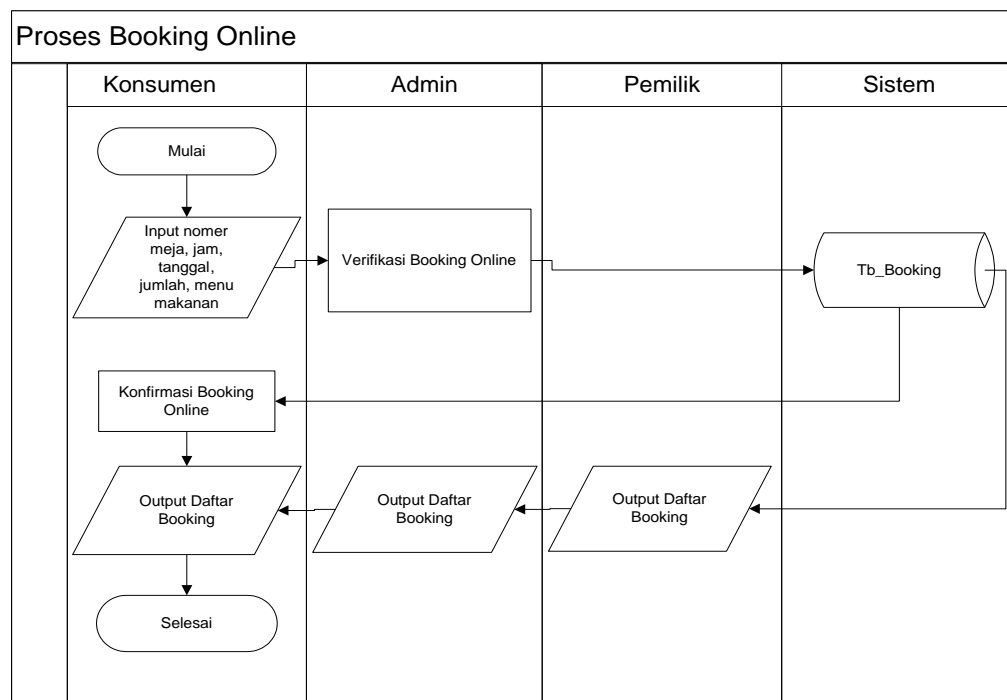 Proses Booking Online
Konsumen
Admin
Pemilik
Sistem
Mulai
Input nomer
meja, jam,
tanggal,
jumlah, menu
makanan
Verifikasi Booking Online
Tb_Booking
Konfirmasi Booking
Online
Output Daftar
Booking
Output Daftar
Booking
Output Daftar
Booking
Selesai